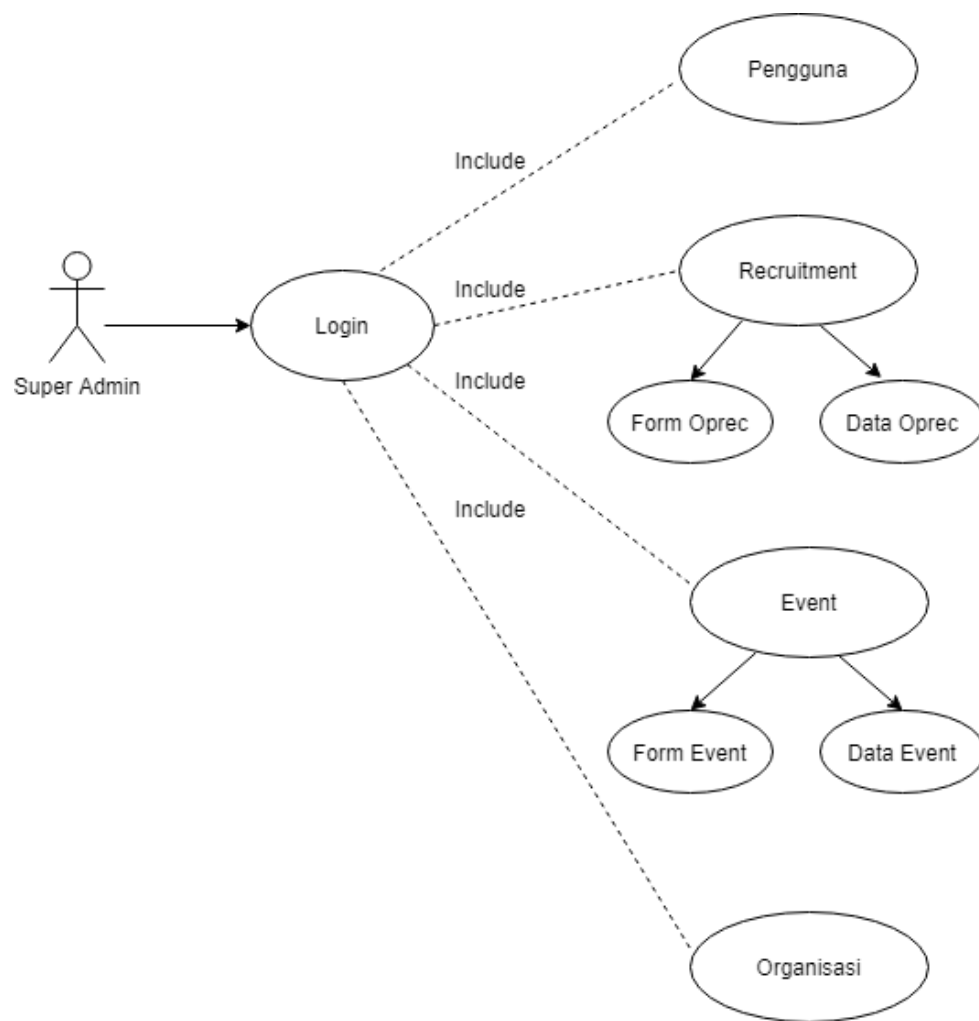 Pengguna
Include
Recruitment
Include
Login
Super Admin
Include
Form Oprec
Data Oprec
Include
Event
Form Event
Data Event
Organisasi